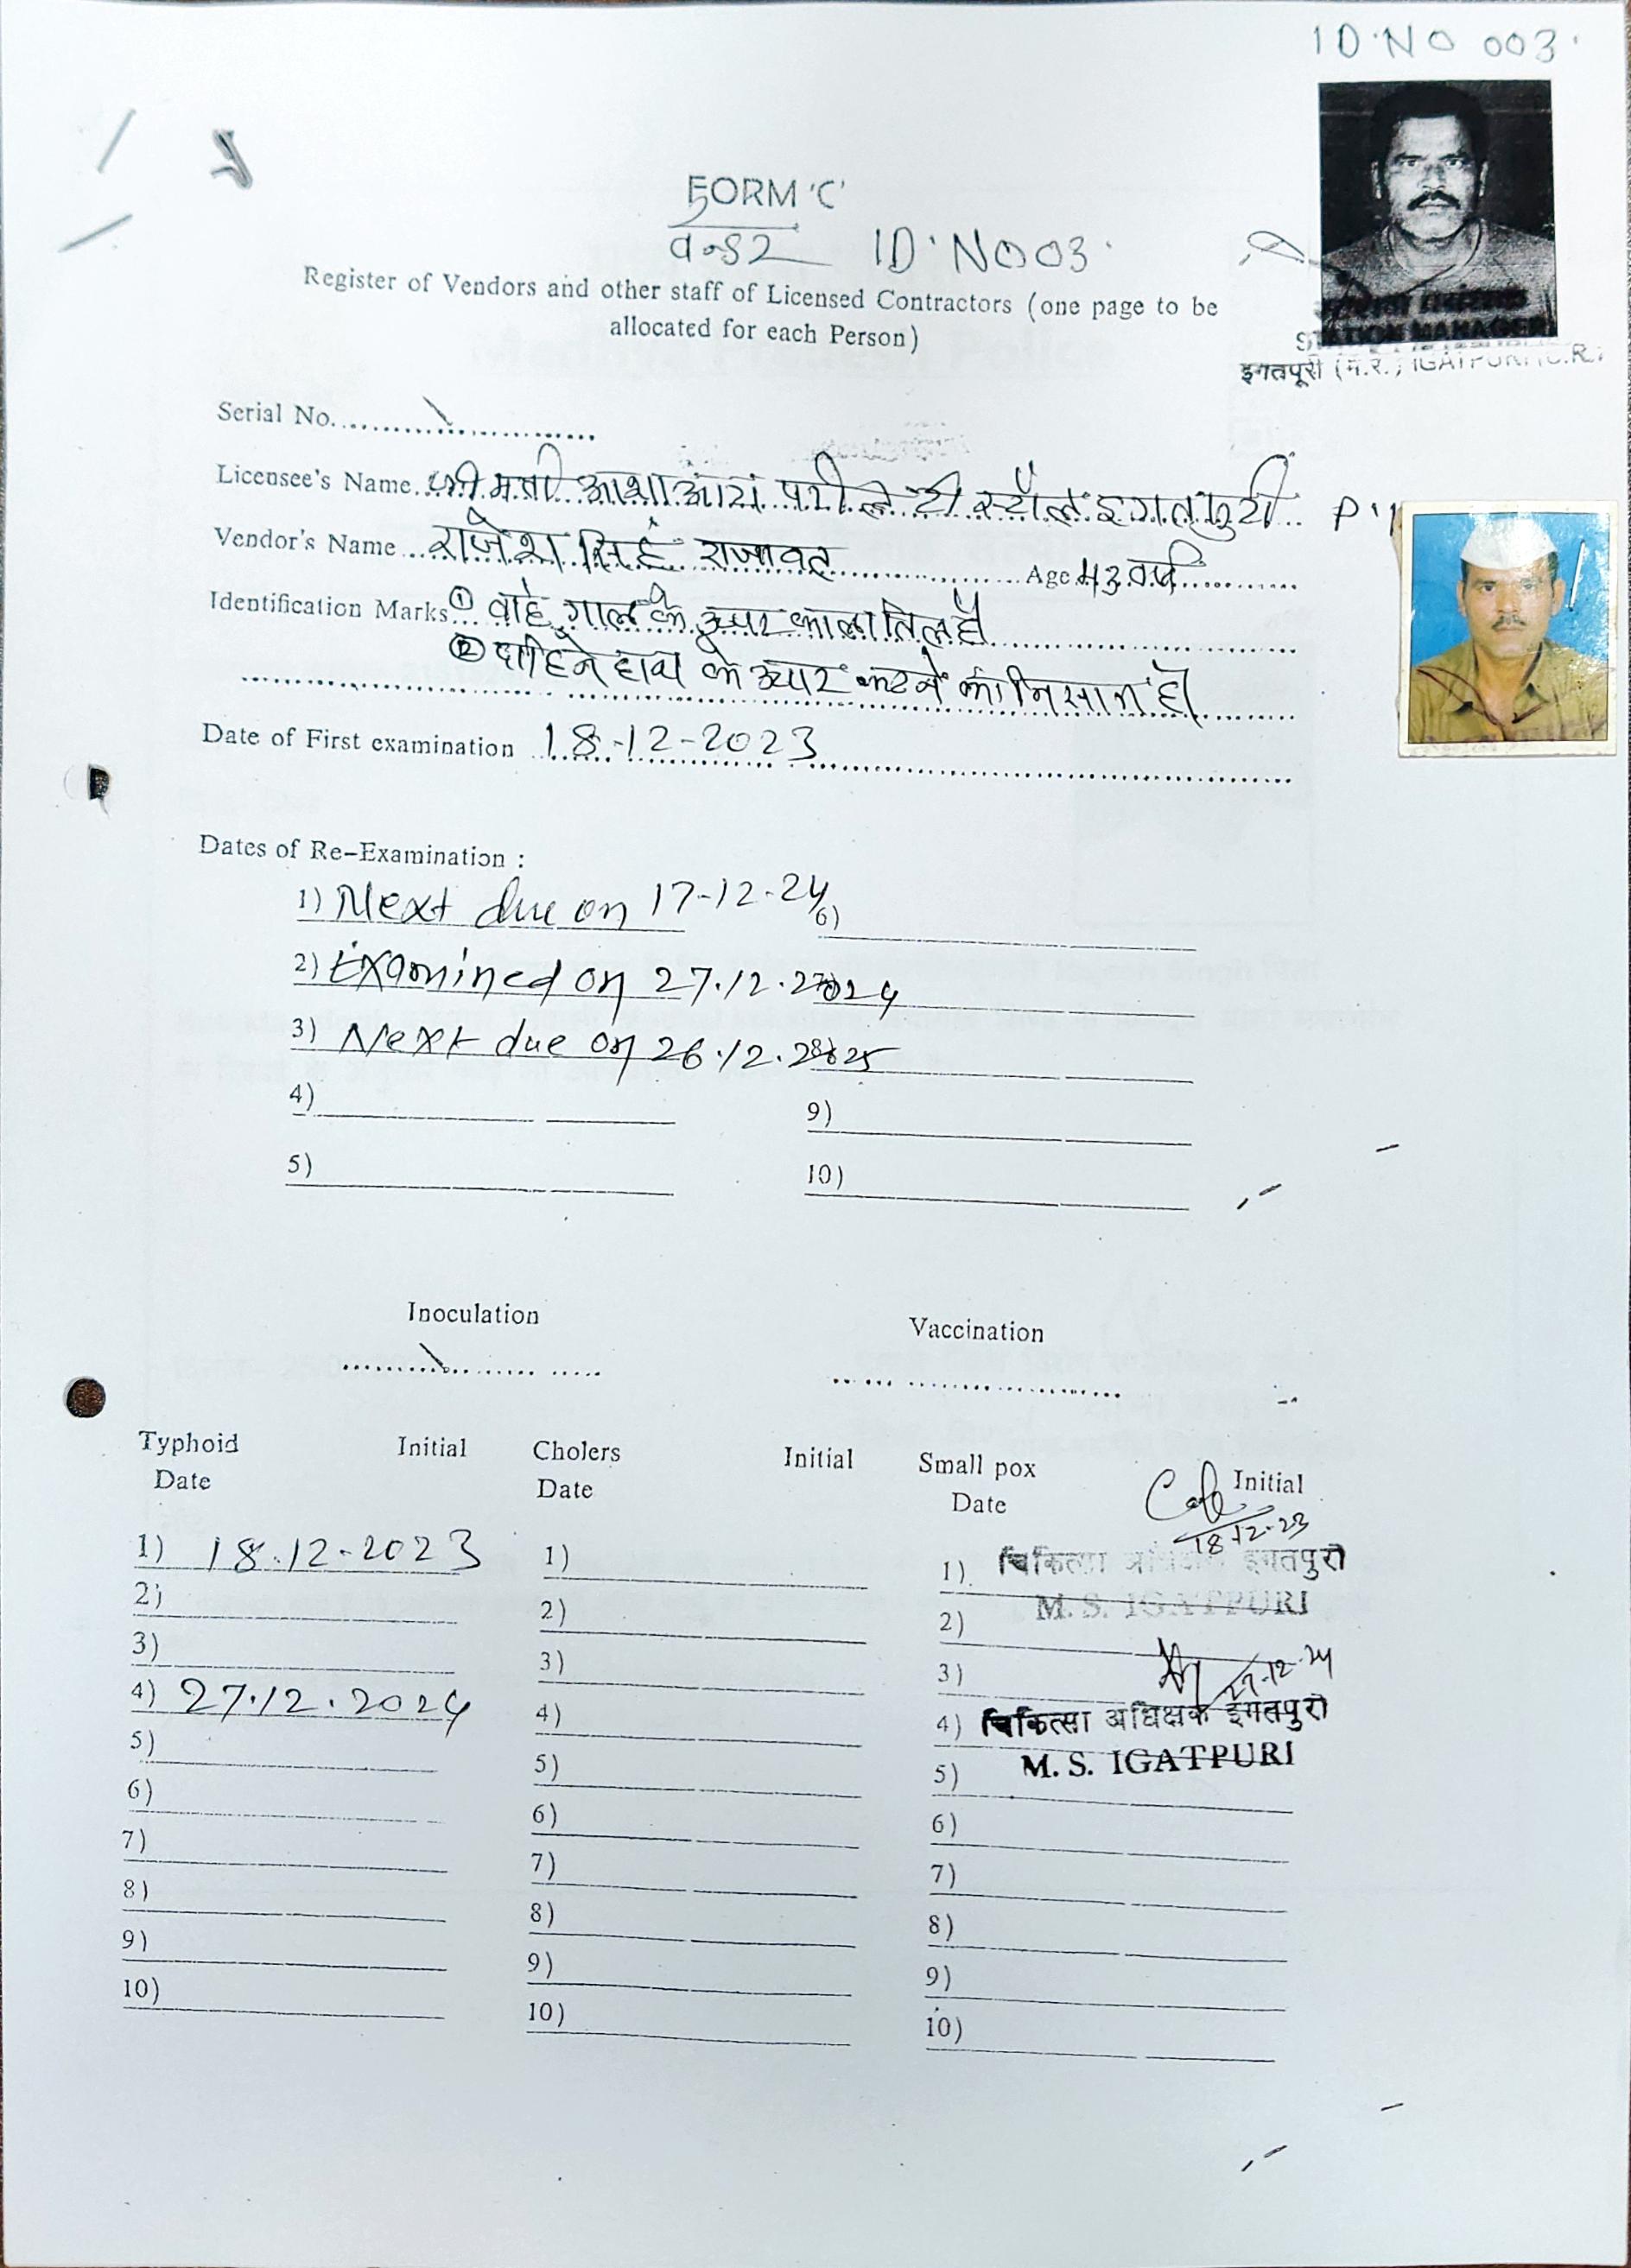 ID.NO 003.
FORM 'C'
ID.NO 003.
Register of Vendors and other staff of Licensed Contractors (one page to be
allocated for each Person)
STATION MANAGER
इगतपूरी (म.रे.) IGATPURI (C.R.)
Serial No.
Licensee's Name श्रीमती आशा आर. टी स्टॉल इगतपुरी
Vendor's Name राजेश सिहं राजावत Age 43 वर्ष
Identification Marks ① गाल के उपर काला तिल है
② दाहिने हाथ के उपर कटने का निसान है
Date of First examination 18-12-2023
Dates of Re-Examination :
1) Next due on 17-12-24 6)
2) Examined on 27.12.2024
3) Next due on 26.12.2025
4) 9)
5) 10)
Inoculation Vaccination
Typhoid Initial Cholers Initial Small pox Initial
Date Date Date
18-12-23
1) 18.12-2023 1) 1) चिकित्सा अधिक्षक इगतपुरी
M. S. IGATPURI
2) 2) 2)
3) 3) 3) 27-12-24
4) 27.12.2024 4) 4) चिकित्सा अधिक्षक इगतपुरी
5) 5) 5) M. S. IGATPURI
6) 6) 6)
7) 7) 7)
8) 8) 8)
9) 9) 9)
10) 10) 10)